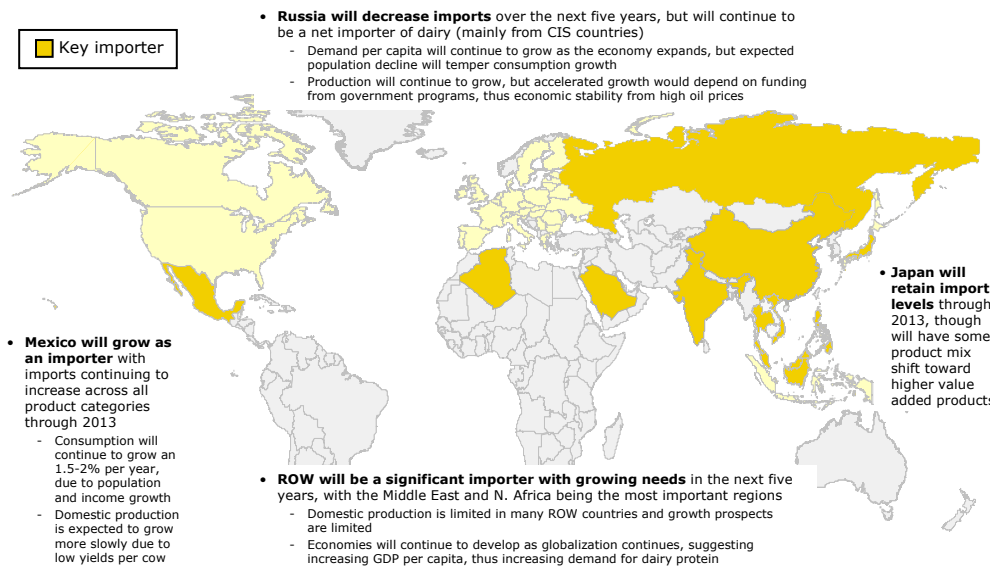 • Russia will decrease imports over the next five years, but will continue to
be a net importer of dairy (mainly from CIS countries)
- Demand per capita will continue to grow as the economy expands, but expected
population decline will temper consumption growth
- Production will continue to grow, but accelerated growth would depend on funding
from government programs, thus economic stability from high oil prices
Key importer
• Japan will
retain import
levels through
2013, though
will have some
product mix
shift toward
higher value
added products
• Mexico will grow as
an importer with
imports continuing to
increase across all
product categories
through 2013
- Consumption will
continue to grow an
1.5-2% per year,
due to population
and income growth
- Domestic production
is expected to grow
more slowly due to
low yields per cow
• ROW will be a significant importer with growing needs in the next five
years, with the Middle East and N. Africa being the most important regions
- Domestic production is limited in many ROW countries and growth prospects
are limited
- Economies will continue to develop as globalization continues, suggesting
increasing GDP per capita, thus increasing demand for dairy protein